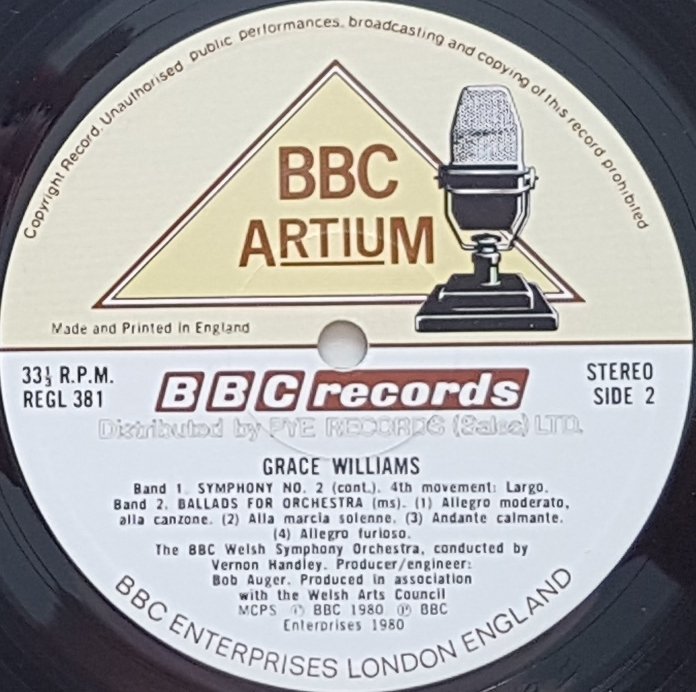 Copyright Record. Unauthorised public performances, broadcasting and copying of this record prohibited
BBC
ARTIUM
Made and Printed in England
33⅓ R.P.M.
REGL 381
BBC records
STEREO
SIDE 2
Distributed by PYE RECORDS (Sales) LTD.
GRACE WILLIAMS
Band 1. SYMPHONY NO. 2 (cont.). 4th movement: Largo.
Band 2. BALLADS FOR ORCHESTRA (ms). (1) Allegro moderato,
alla canzone. (2) Alla marcia solenne. (3) Andante calmante.
(4) Allegro furioso.
The BBC Welsh Symphony Orchestra, conducted by
Vernon Handley. Producer/engineer:
Bob Auger. Produced in association
with the Welsh Arts Council
MCPS Ⓒ BBC 1980 Ⓟ BBC
Enterprises 1980
BBC ENTERPRISES LONDON ENGLAND